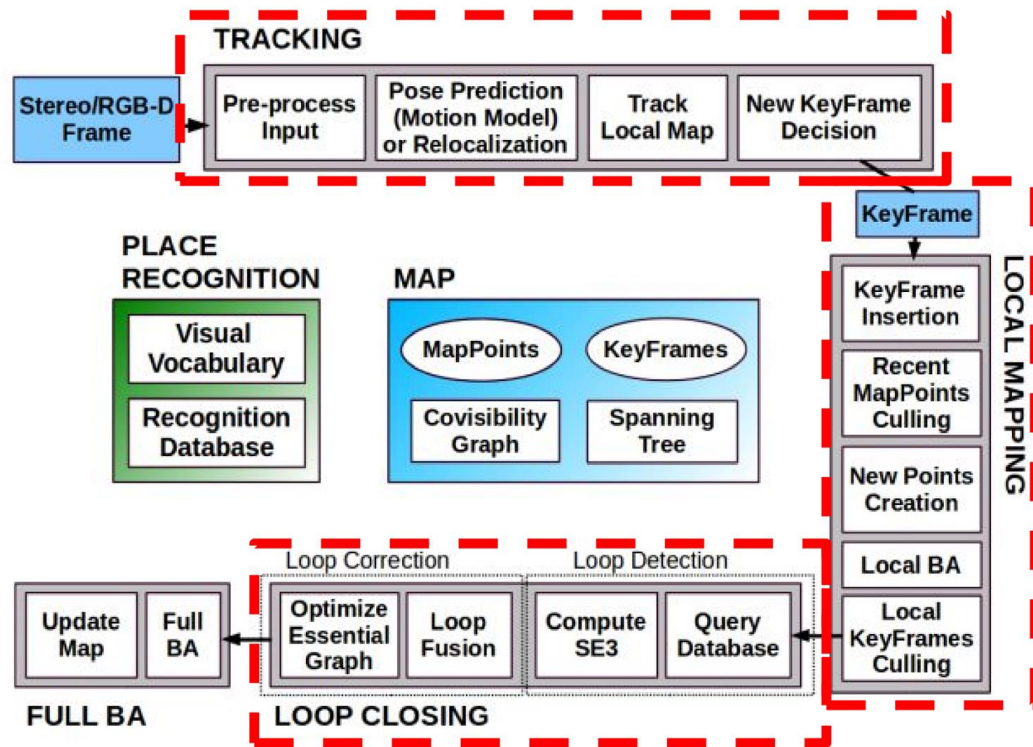 TRACKING
Stereo/RGB-D
Frame
Pre-process
Input
Pose Prediction
(Motion Model)
or Relocalization
Track
Local Map
New KeyFrame
Decision
KeyFrame
LOCAL MAPPING
KeyFrame
Insertion
Recent
MapPoints
Culling
New Points
Creation
Local BA
Local
KeyFrames
Culling
PLACE
RECOGNITION
Visual
Vocabulary
Recognition
Database
MAP
MapPoints
KeyFrames
Covisibility
Graph
Spanning
Tree
Loop Correction
Loop Detection
Optimize
Essential
Graph
Loop
Fusion
Compute
SE3
Query
Database
LOOP CLOSING
Update
Map
Full
BA
FULL BA